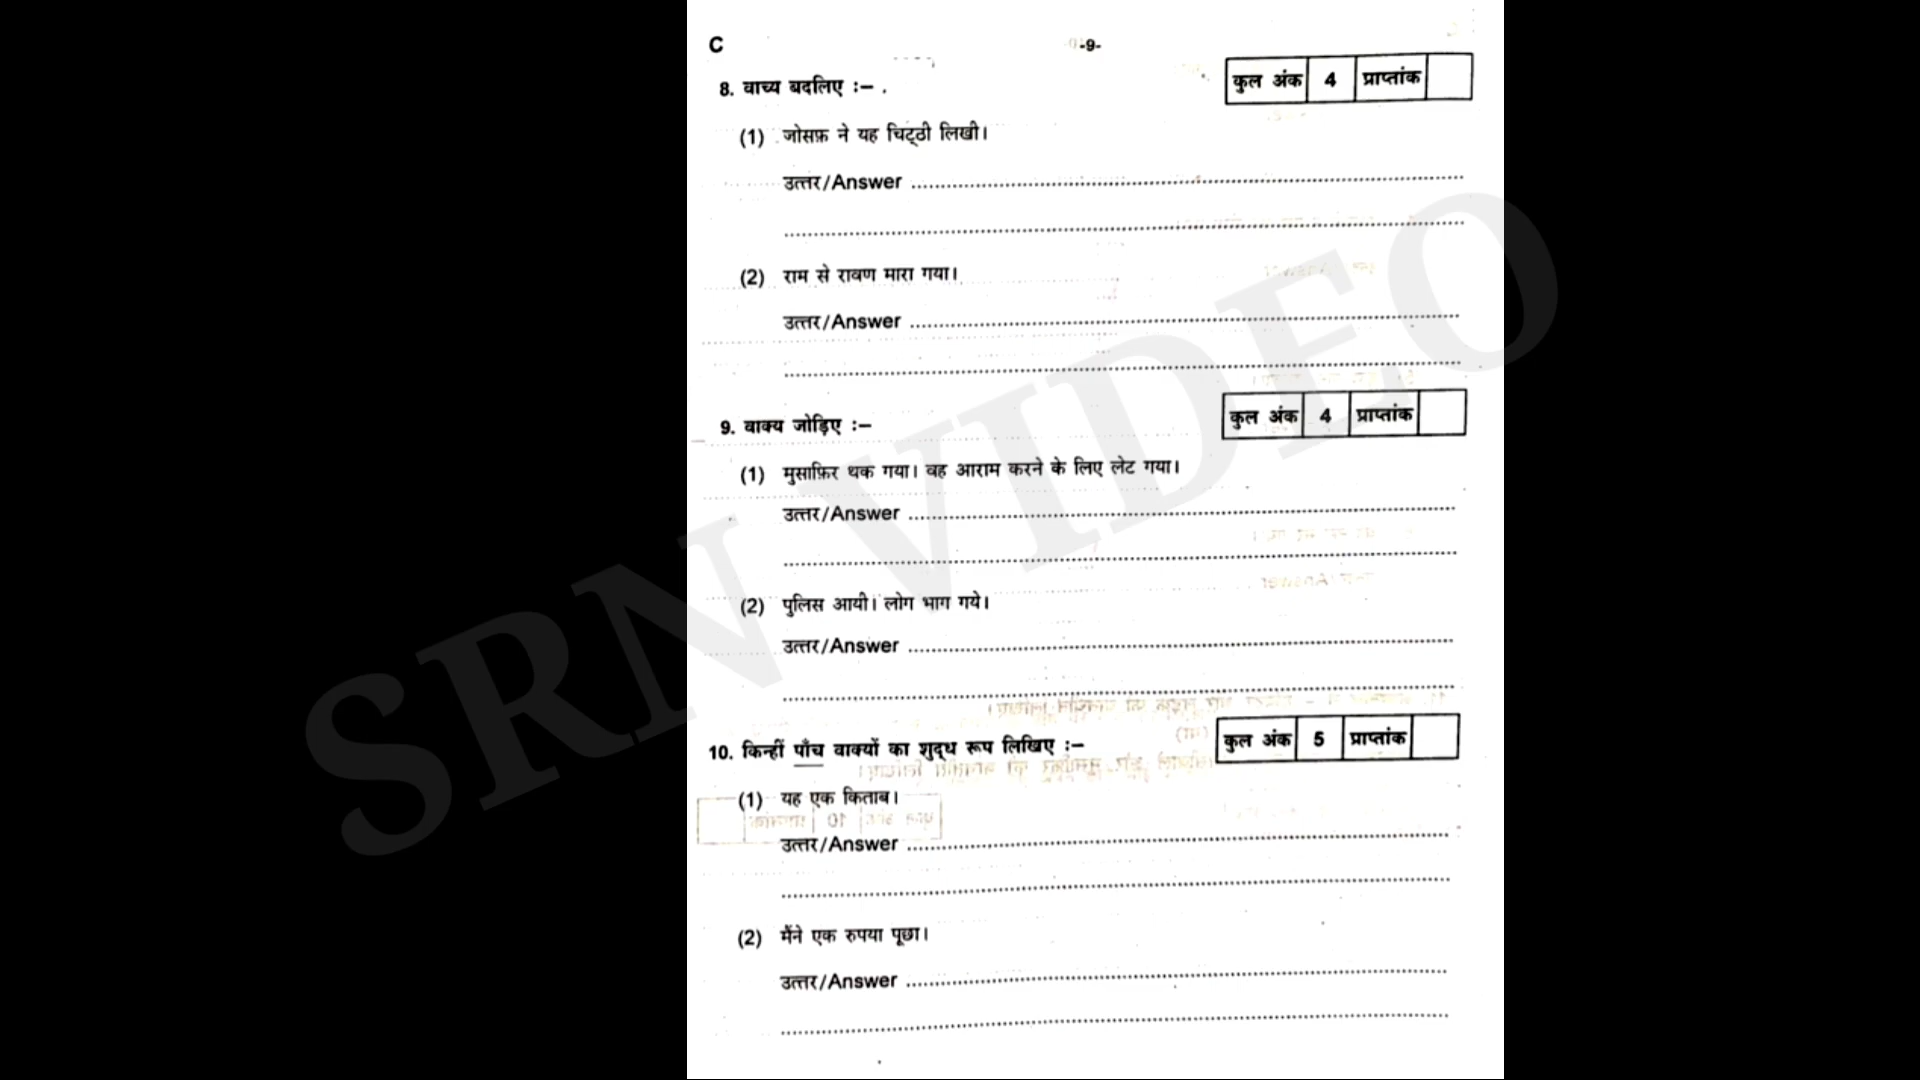 C
-9-
8. वाच्य बदलिए :– .
कुल अंक 4 प्राप्तांक
(1) जोसफ़ ने यह चिट्ठी लिखी।
उत्तर/Answer
(2) राम से रावण मारा गया।
उत्तर/Answer
9. वाक्य जोड़िए :–
कुल अंक 4 प्राप्तांक
(1) मुसाफ़िर थक गया। वह आराम करने के लिए लेट गया।
उत्तर/Answer
(2) पुलिस आयी। लोग भाग गये।
उत्तर/Answer
10. किन्हीं पाँच वाक्यों का शुद्ध रूप लिखिए :–
कुल अंक 5 प्राप्तांक
(1) यह एक किताब।
उत्तर/Answer
(2) मैंने एक रुपया पूछा।
उत्तर/Answer
SRN VIDEO